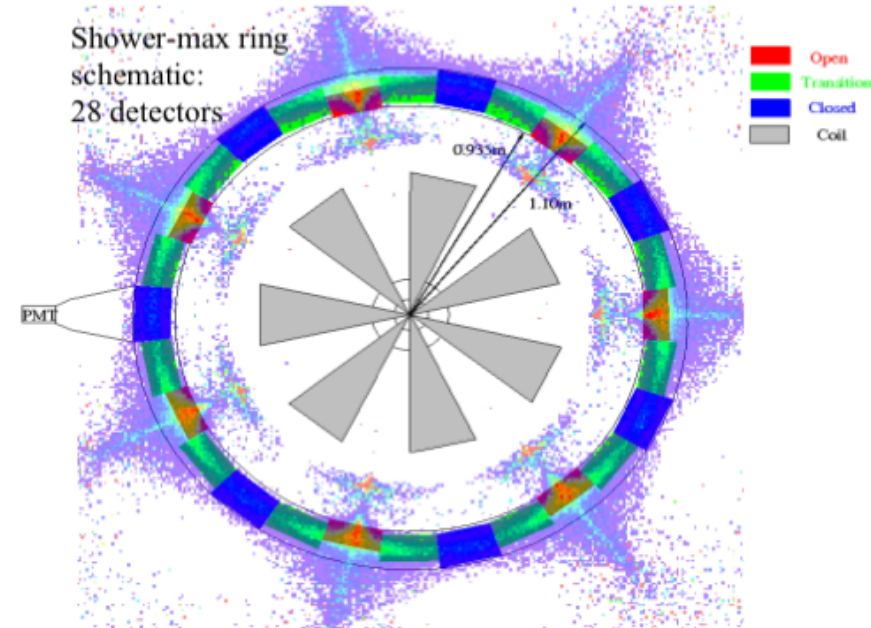 Shower-max ring
schematic:
28 detectors
Open
Transition
Closed
Coil
0.935m
1.10m
PMT